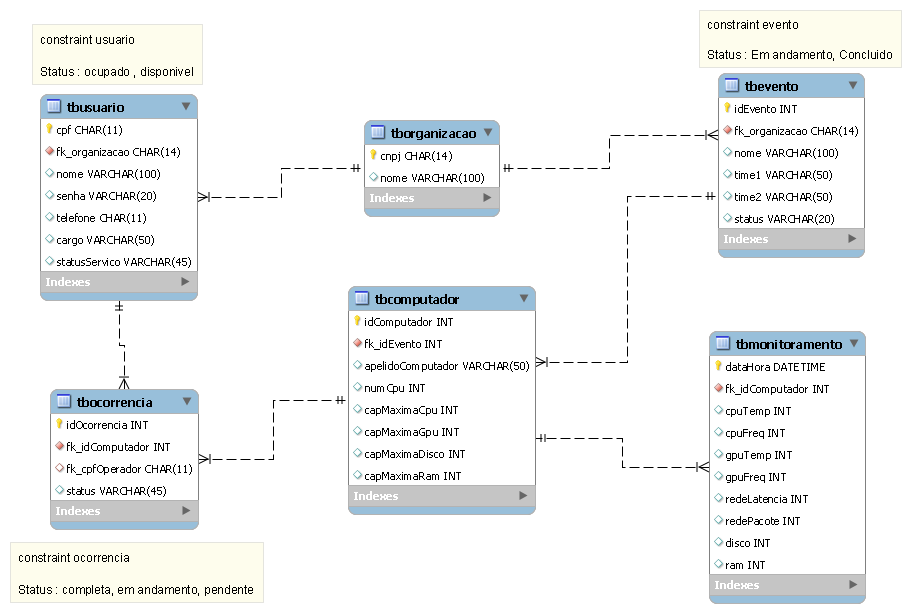 constraint usuario
Status : ocupado , disponivel
tbusuario
cpf CHAR(11)
fk_organizacao CHAR(14)
nome VARCHAR(100)
senha VARCHAR(20)
telefone CHAR(11)
cargo VARCHAR(50)
statusServico VARCHAR(45)
Indexes
tborganizacao
cnpj CHAR(14)
nome VARCHAR(100)
Indexes
constraint evento
Status : Em andamento, Concluido
tbevento
idEvento INT
fk_organizacao CHAR(14)
nome VARCHAR(100)
time1 VARCHAR(50)
time2 VARCHAR(50)
status VARCHAR(20)
Indexes
tbcomputador
idComputador INT
fk_idEvento INT
apelidoComputador VARCHAR(50)
numCpu INT
capMaximaCpu INT
capMaximaGpu INT
capMaximaDisco INT
capMaximaRam INT
Indexes
tbmonitoramento
dataHora DATETIME
fk_idComputador INT
cpuTemp INT
cpuFreq INT
gpuTemp INT
gpuFreq INT
redeLatencia INT
redePacote INT
disco INT
ram INT
Indexes
tbocorrencia
idOcorrencia INT
fk_idComputador INT
fk_cpfOperador CHAR(11)
status VARCHAR(45)
Indexes
constraint ocorrencia
Status : completa, em andamento, pendente